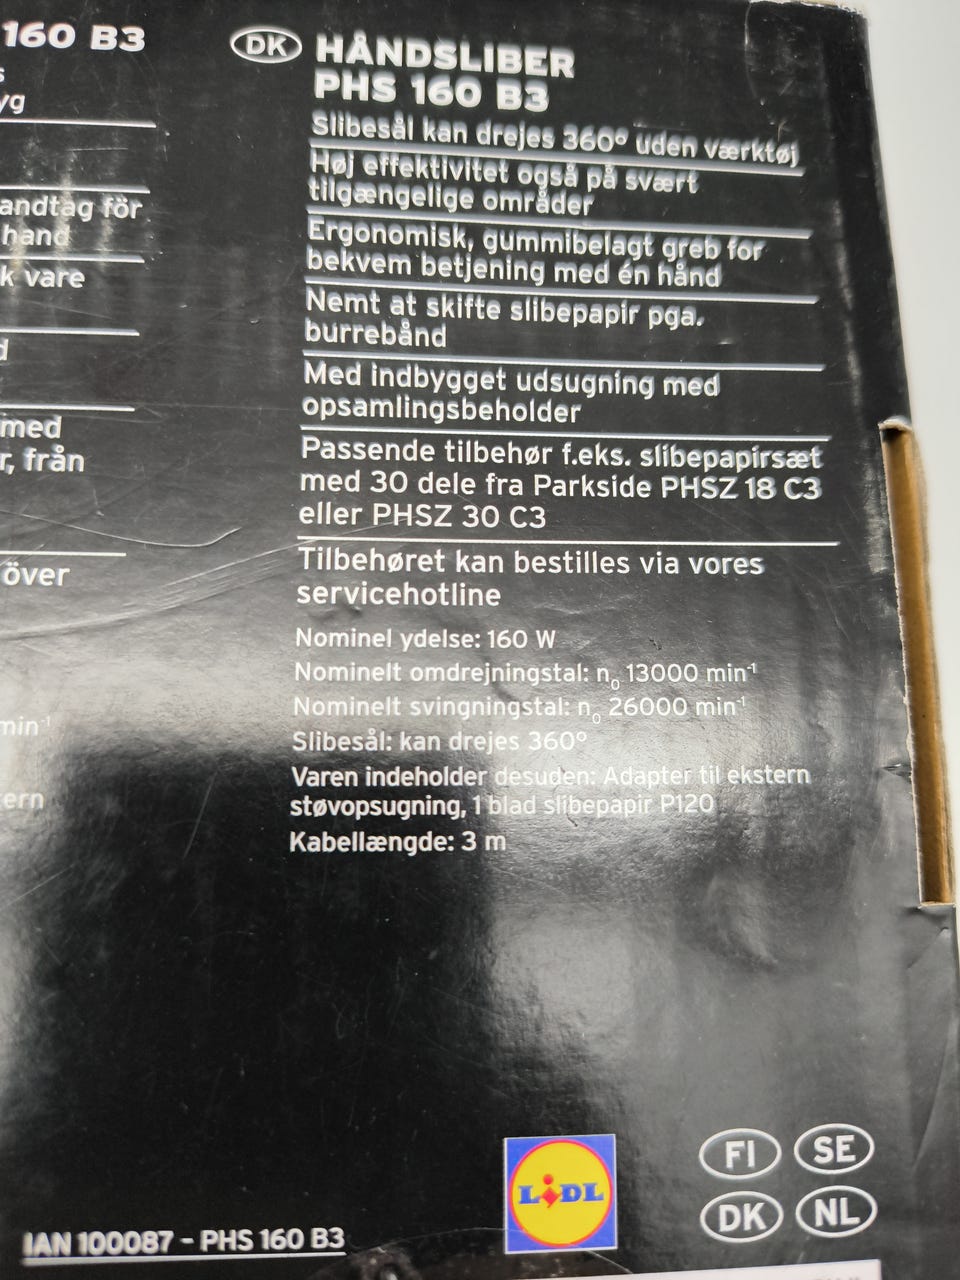 160 B3
s
yg
andtag för
hand
k vare
d
med
r, från
över
min⁻¹
ern
DK HÅNDSLIBER
PHS 160 B3
Slibesål kan drejes 360° uden værktøj
Høj effektivitet også på svært
tilgængelige områder
Ergonomisk, gummibelagt greb for
bekvem betjening med én hånd
Nemt at skifte slibepapir pga.
burrebånd
Med indbygget udsugning med
opsamlingsbeholder
Passende tilbehør f.eks. slibepapirsæt
med 30 dele fra Parkside PHSZ 18 C3
eller PHSZ 30 C3
Tilbehøret kan bestilles via vores
servicehotline
Nominel ydelse: 160 W
Nominelt omdrejningstal: n₀ 13000 min⁻¹
Nominelt svingningstal: n₀ 26000 min⁻¹
Slibesål: kan drejes 360°
Varen indeholder desuden: Adapter til ekstern
støvopsugning, 1 blad slibepapir P120
Kabellængde: 3 m
LIDL
FI SE
DK NL
IAN 100087 - PHS 160 B3